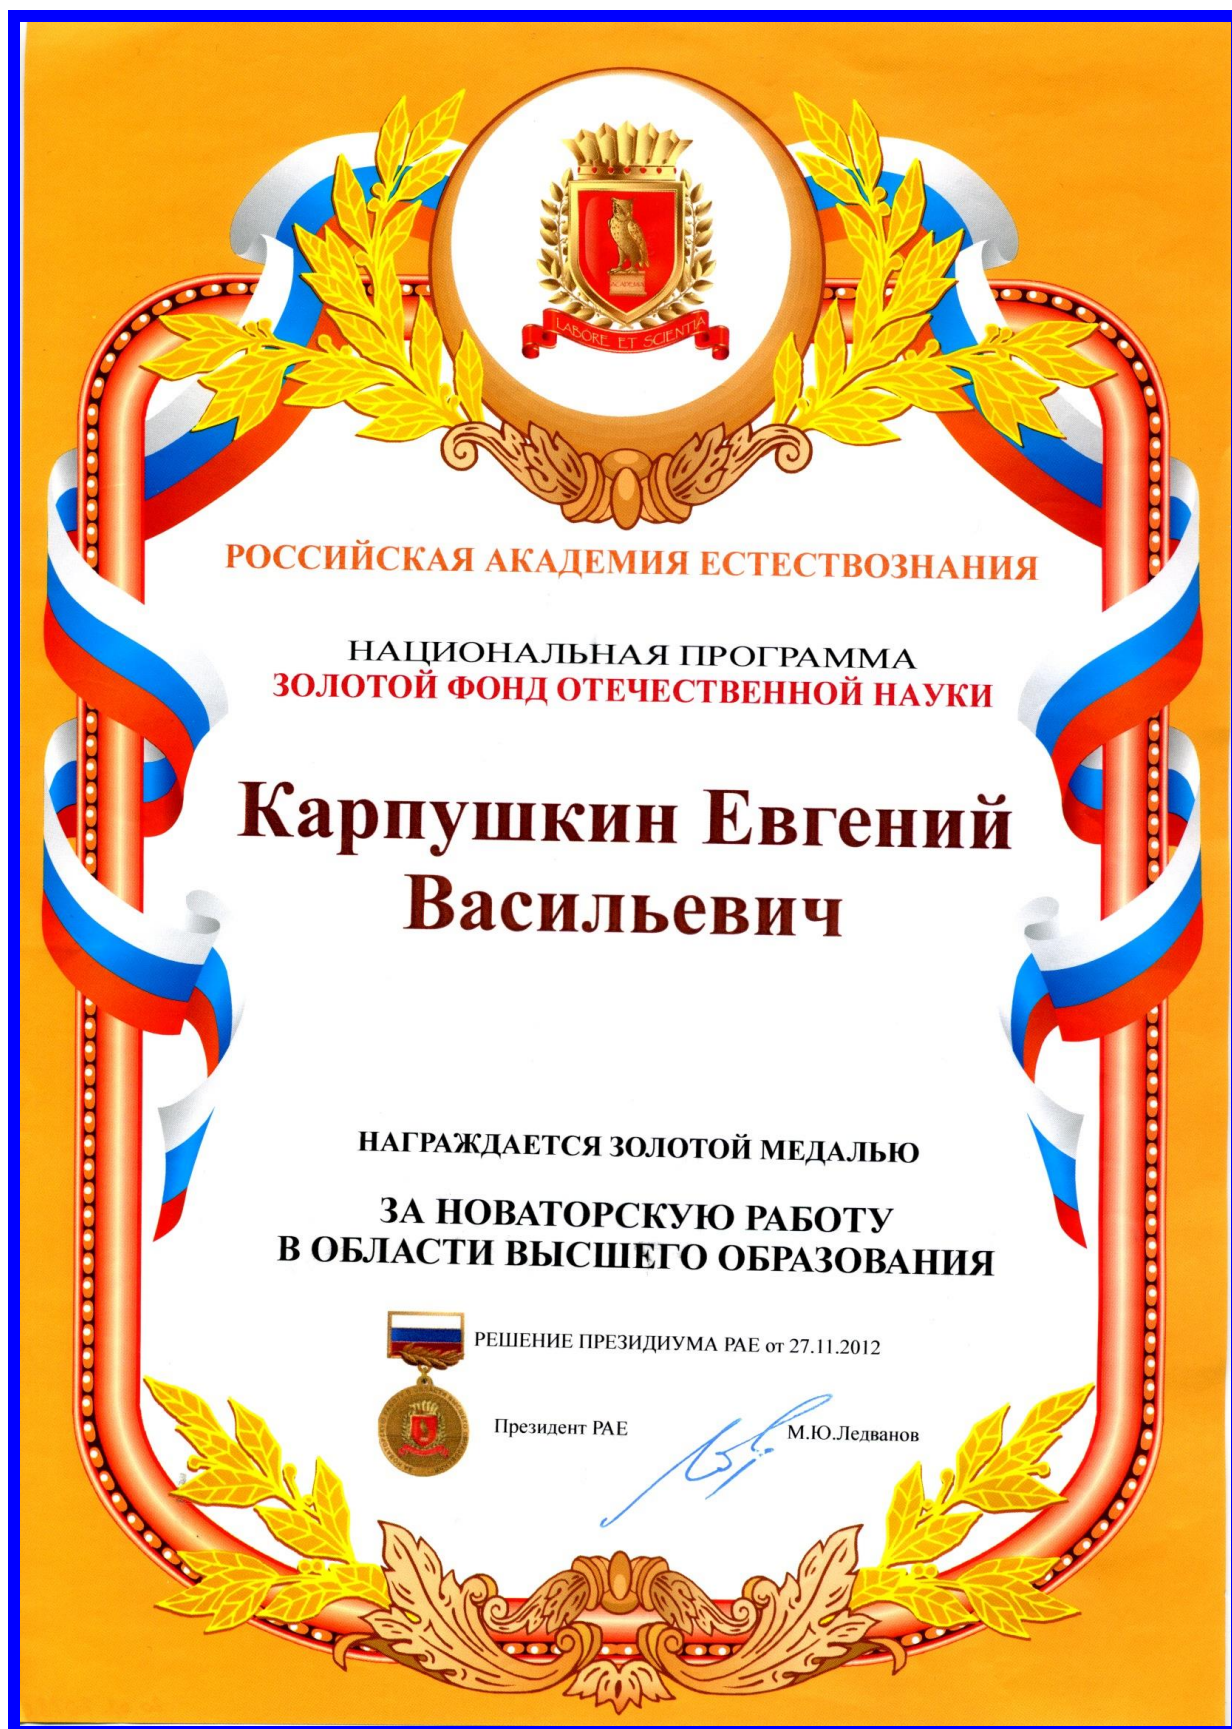 LABORE ET SCIENTIA
РОССИЙСКАЯ АКАДЕМИЯ ЕСТЕСТВОЗНАНИЯ
НАЦИОНАЛЬНАЯ ПРОГРАММА
ЗОЛОТОЙ ФОНД ОТЕЧЕСТВЕННОЙ НАУКИ
Карпушкин Евгений
Васильевич
НАГРАЖДАЕТСЯ ЗОЛОТОЙ МЕДАЛЬЮ
ЗА НОВАТОРСКУЮ РАБОТУ
В ОБЛАСТИ ВЫСШЕГО ОБРАЗОВАНИЯ
РЕШЕНИЕ ПРЕЗИДИУМА РАЕ от 27.11.2012
Президент РАЕ М.Ю.Ледванов